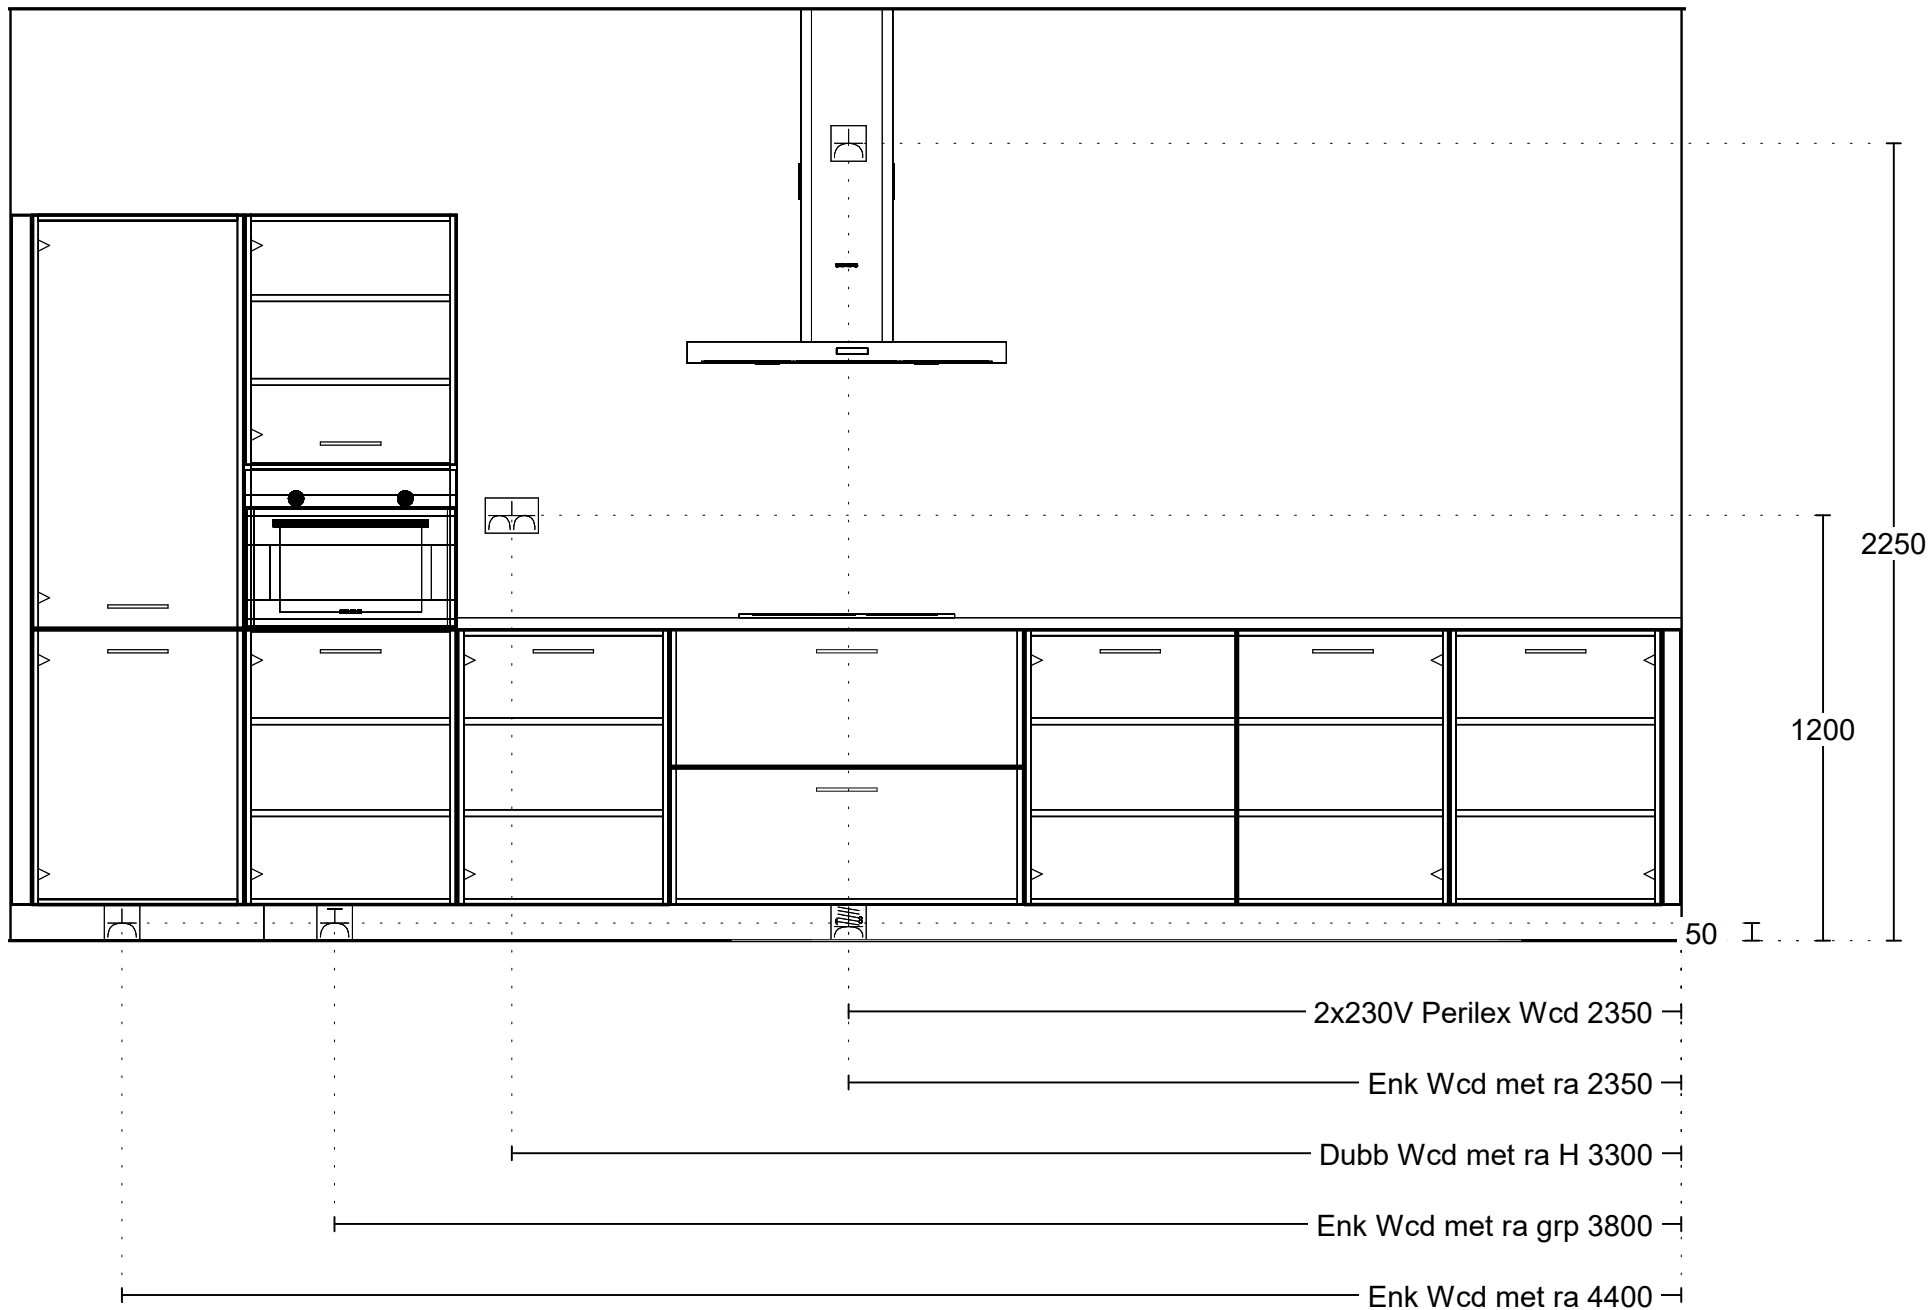 2250
1200
50
2x230V Perilex Wcd 2350
Enk Wcd met ra 2350
Dubb Wcd met ra H 3300
Enk Wcd met ra grp 3800
Enk Wcd met ra 4400